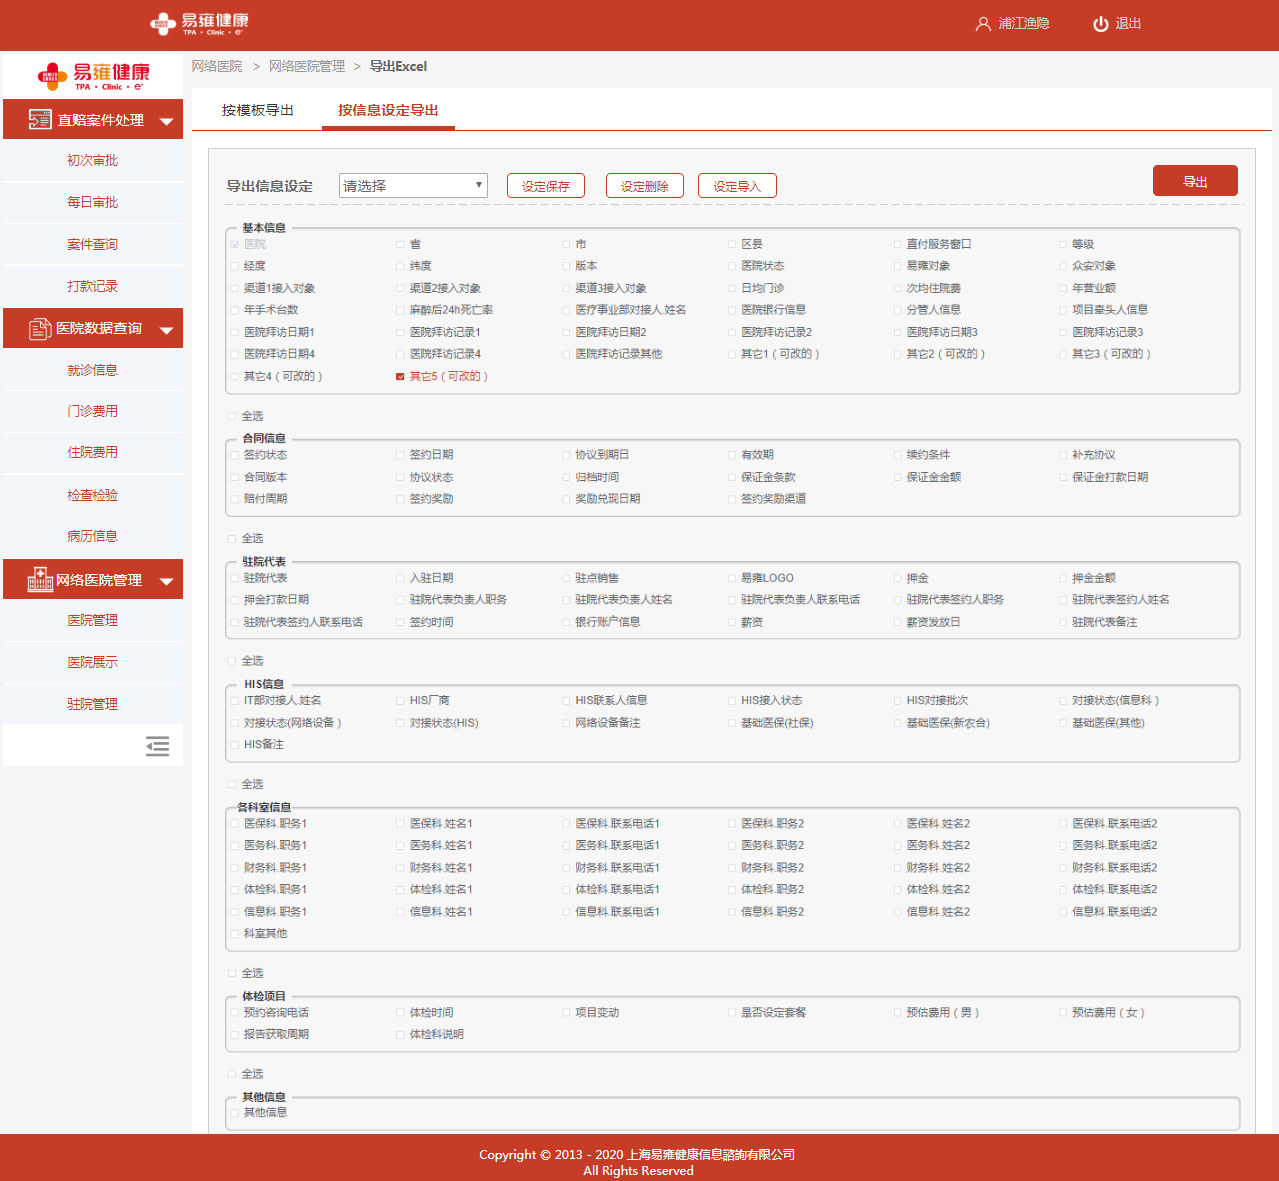 易雍健康
TPA · Clinic · e⁺
浦江渔隐
退出
易雍健康
TPA · Clinic · e⁺
网络医院 > 网络医院管理 > 导出Excel
按模板导出
按信息设定导出
直赔案件处理
初次审批
每日审批
案件查询
打款记录
医院数据查询
就诊信息
门诊费用
住院费用
检查检验
病历信息
网络医院管理
医院管理
医院展示
驻院管理
导出信息设定 请选择 设定保存 设定删除 设定导入 导出
基本信息
医院 省 市 区县 直付服务窗口 等级
经度 纬度 版本 医院状态 易雍对象 众安对象
渠道1接入对象 渠道2接入对象 渠道3接入对象 日均门诊 次均住院费 年营业额
年手术台数 麻醉后24h死亡率 医疗事业部对接人.姓名 医院银行信息 分管人信息 项目牵头人信息
医院拜访日期1 医院拜访记录1 医院拜访日期2 医院拜访记录2 医院拜访日期3 医院拜访记录3
医院拜访日期4 医院拜访记录4 医院拜访记录其他 其它1（可改的） 其它2（可改的） 其它3（可改的）
其它4（可改的） 其它5（可改的）
全选
合同信息
签约状态 签约日期 协议到期日 有效期 续约条件 补充协议
合同版本 协议状态 归档时间 保证金条款 保证金金额 保证金打款日期
赔付周期 签约奖励 奖励兑现日期 签约奖励渠道
全选
驻院代表
驻院代表 入驻日期 驻点销售 易雍LOGO 押金 押金金额
押金打款日期 驻院代表负责人职务 驻院代表负责人姓名 驻院代表负责人联系电话 驻院代表签约人职务 驻院代表签约人姓名
驻院代表签约人联系电话 签约时间 银行账户信息 薪资 薪资发放日 驻院代表备注
全选
HIS信息
IT部对接人.姓名 HIS厂商 HIS联系人信息 HIS接入状态 HIS对接批次 对接状态(信息科）
对接状态(网络设备） 对接状态(HIS) 网络设备备注 基础医保(社保) 基础医保(新农合) 基础医保(其他)
HIS备注
全选
各科室信息
医保科.职务1 医保科.姓名1 医保科.联系电话1 医保科.职务2 医保科.姓名2 医保科.联系电话2
医务科.职务1 医务科.姓名1 医务科.联系电话1 医务科.职务2 医务科.姓名2 医务科.联系电话2
财务科.职务1 财务科.姓名1 财务科.联系电话1 财务科.职务2 财务科.姓名2 财务科.联系电话2
体检科.职务1 体检科.姓名1 体检科.联系电话1 体检科.职务2 体检科.姓名2 体检科.联系电话2
信息科.职务1 信息科.姓名1 信息科.联系电话1 信息科.职务2 信息科.姓名2 信息科.联系电话2
科室其他
全选
体检项目
预约咨询电话 体检时间 项目变动 是否设定套餐 预估费用（男） 预估费用（女）
报告获取周期 体检科说明
全选
其他信息
其他信息
Copyright © 2013 - 2020 上海易雍健康信息諮詢有限公司
All Rights Reserved